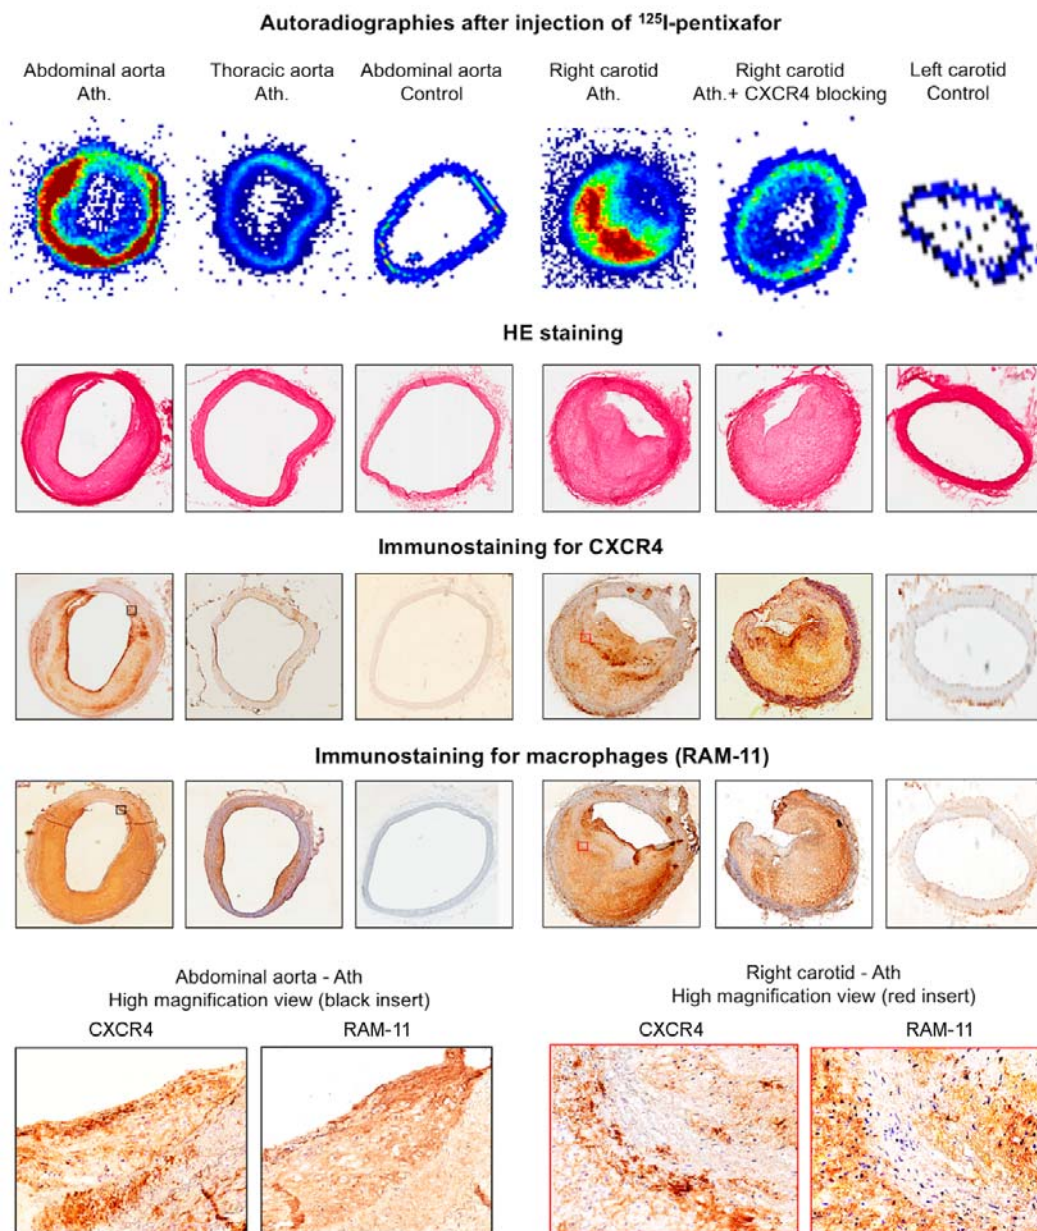 Autoradiographies after injection of ¹²⁵I-pentixafor
Abdominal aorta
Ath.
Thoracic aorta
Ath.
Abdominal aorta
Control
Right carotid
Ath.
Right carotid
Ath.+ CXCR4 blocking
Left carotid
Control
HE staining
Immunostaining for CXCR4
Immunostaining for macrophages (RAM-11)
Abdominal aorta - Ath
High magnification view (black insert)
CXCR4
RAM-11
Right carotid - Ath
High magnification view (red insert)
CXCR4
RAM-11